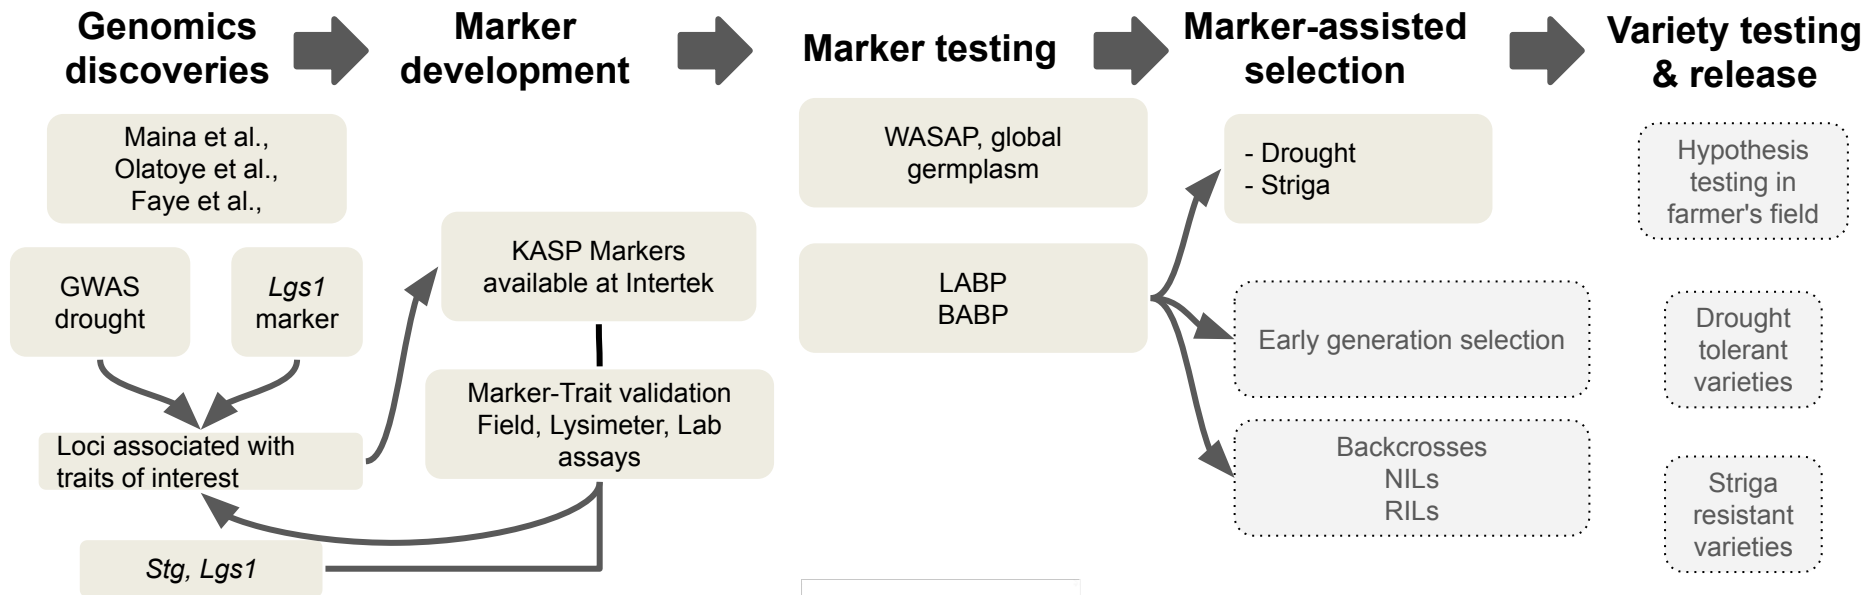 Genomics
discoveries
Marker
development
Marker testing
Marker-assisted
selection
Variety testing
& release
Maina et al.,
Olatoye et al.,
Faye et al.,
GWAS
drought
Lgs1
marker
Loci associated with
traits of interest
Stg, Lgs1
KASP Markers
available at Intertek
Marker-Trait validation
Field, Lysimeter, Lab
assays
WASAP, global
germplasm
LABP
BABP
- Drought
- Striga
Early generation selection
Backcrosses
NILs
RILs
Hypothesis
testing in
farmer's field
Drought
tolerant
varieties
Striga
resistant
varieties